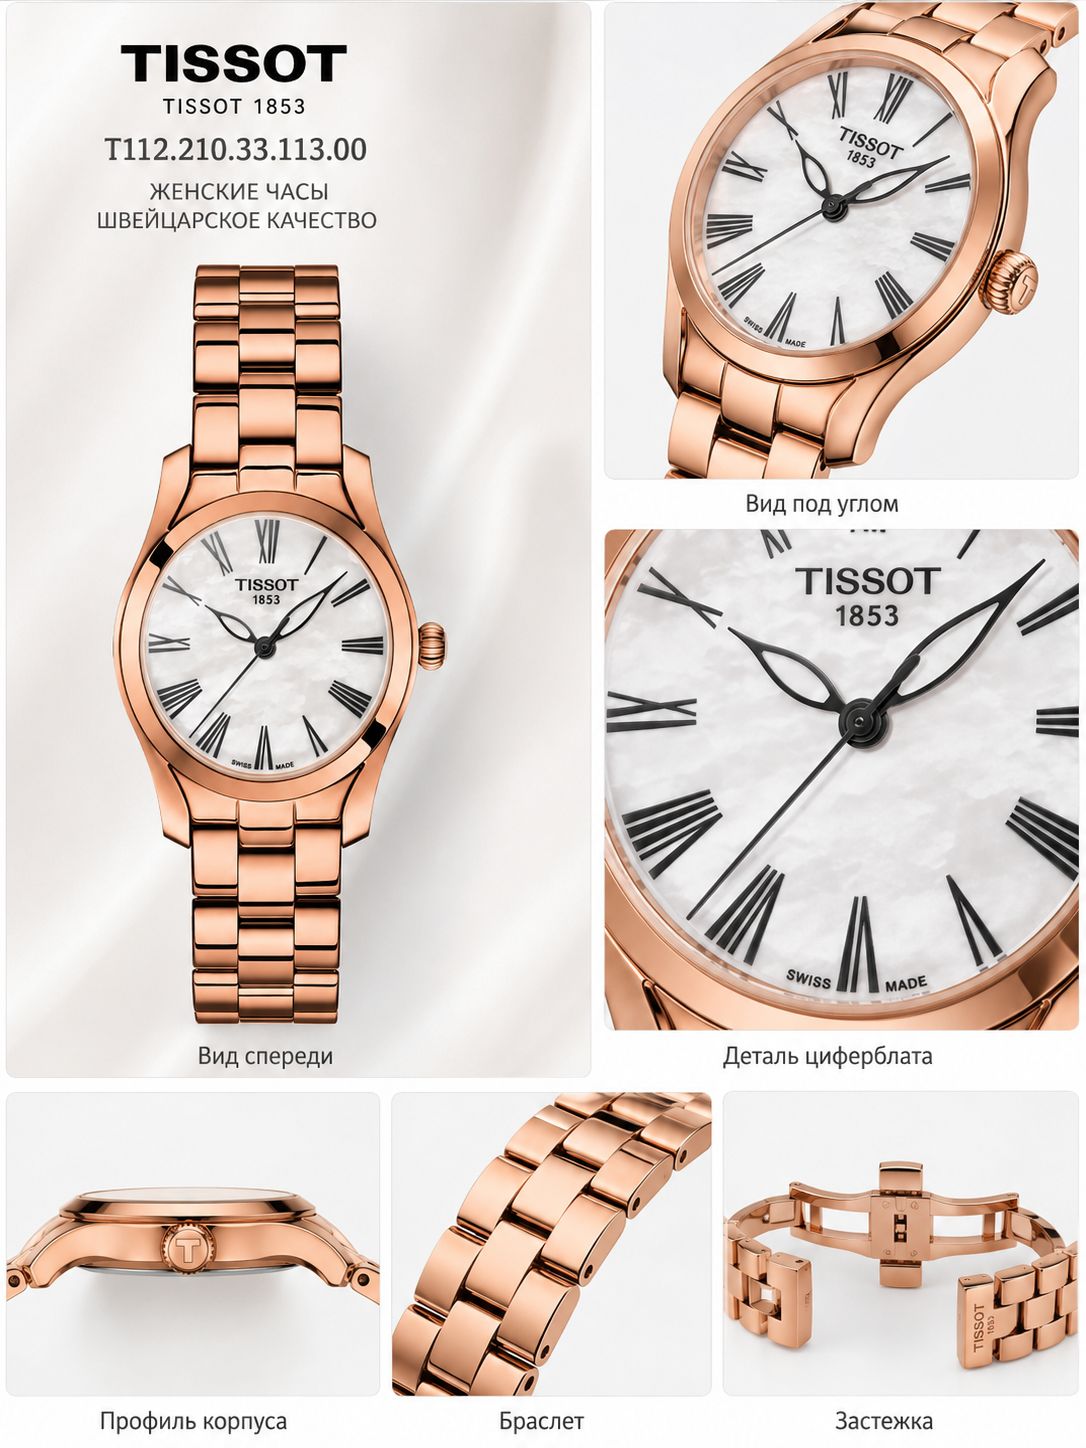 TISSOT
TISSOT 1853
T112.210.33.113.00
ЖЕНСКИЕ ЧАСЫ
ШВЕЙЦАРСКОЕ КАЧЕСТВО
TISSOT
1853
SWISS MADE
Вид спереди
TISSOT
1853
SWISS MADE
Вид под углом
TISSOT
1853
SWISS MADE
Деталь циферблата
T
Профиль корпуса
Браслет
TISSOT
1853
Застежка